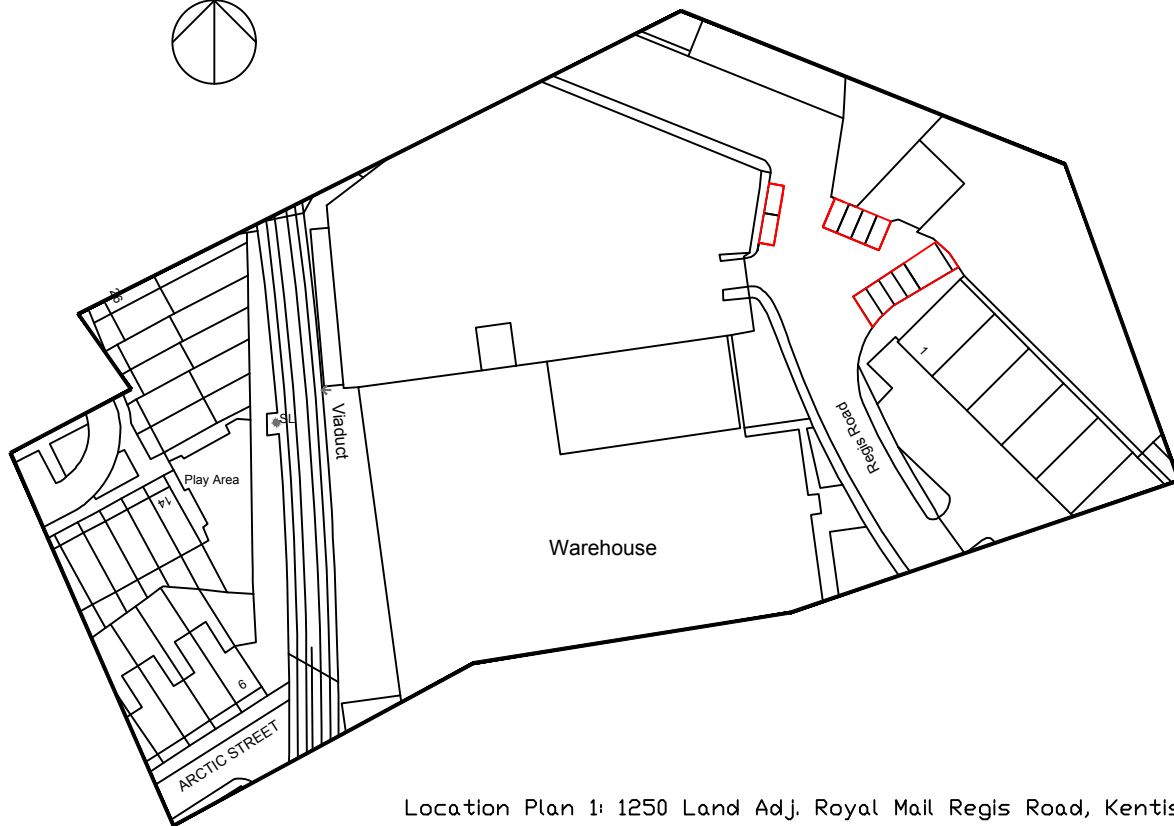 26
1
SL
Viaduct
Regis Road
Play Area
14
Warehouse
9
ARCTIC STREET
Location Plan 1: 1250 Land Adj. Royal Mail Regis Road, Kentis